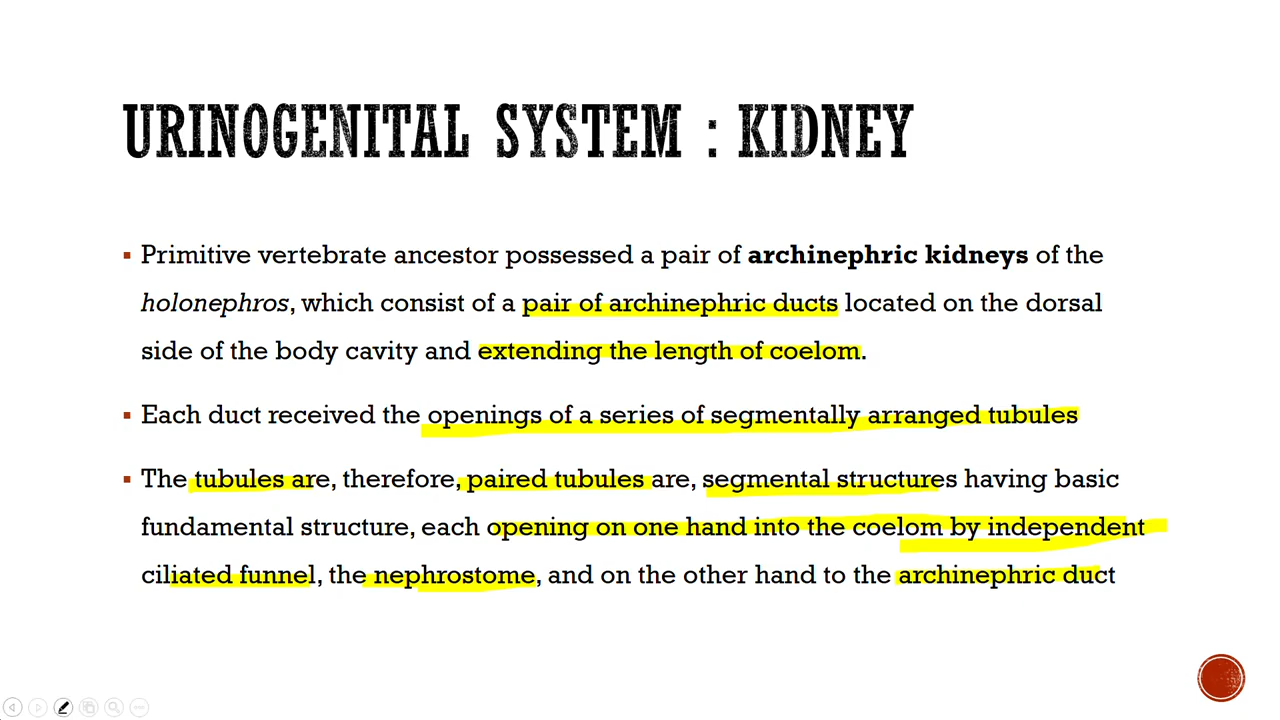 URINOGENITAL SYSTEM : KIDNEY
▪ Primitive vertebrate ancestor possessed a pair of archinephric kidneys of the
holonephros, which consist of a pair of archinephric ducts located on the dorsal
side of the body cavity and extending the length of coelom.
▪ Each duct received the openings of a series of segmentally arranged tubules
▪ The tubules are, therefore, paired tubules are, segmental structures having basic
fundamental structure, each opening on one hand into the coelom by independent
ciliated funnel, the nephrostome, and on the other hand to the archinephric duct